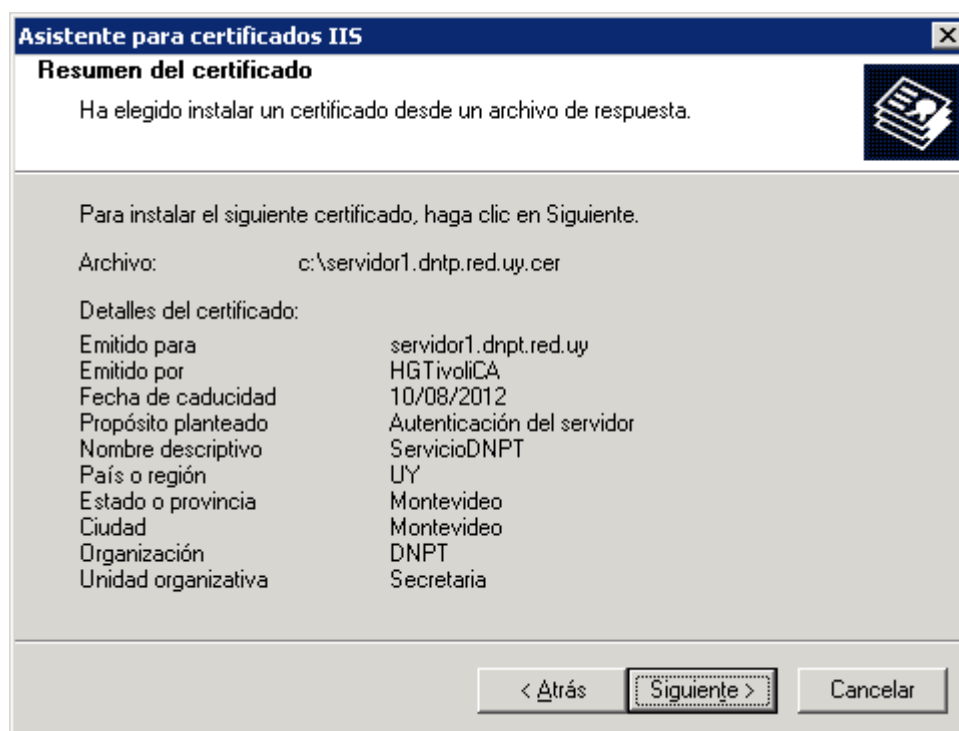 Asistente para certificados IIS
Resumen del certificado
Ha elegido instalar un certificado desde un archivo de respuesta.
Para instalar el siguiente certificado, haga clic en Siguiente.
Archivo: c:\servidor1.dntp.red.uy.cer
Detalles del certificado:
Emitido para servidor1.dnpt.red.uy
Emitido por HGTivoliCA
Fecha de caducidad 10/08/2012
Propósito planteado Autenticación del servidor
Nombre descriptivo ServicioDNPT
País o región UY
Estado o provincia Montevideo
Ciudad Montevideo
Organización DNPT
Unidad organizativa Secretaria
< Atrás Siguiente > Cancelar